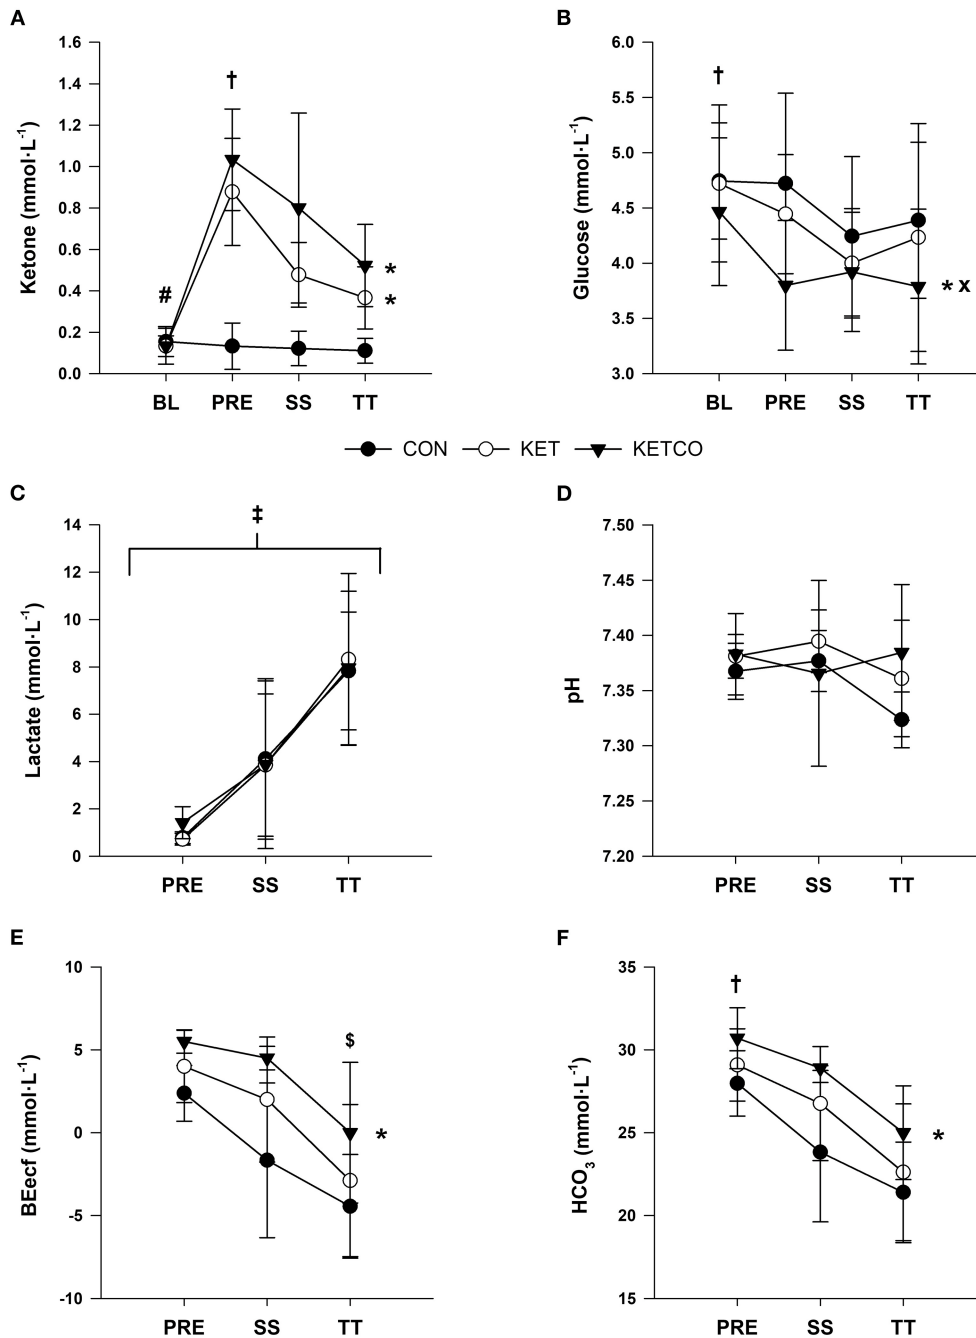 A
B
Ketone (mmol·L⁻¹)
1.6
1.4
1.2
1.0
0.8
0.6
0.4
0.2
0.0
†
#
*
*
BL PRE SS TT
Glucose (mmol·L⁻¹)
6.0
5.5
5.0
4.5
4.0
3.5
3.0
†
* x
BL PRE SS TT
CON KET KETCO
C
D
Lactate (mmol·L⁻¹)
14
12
10
8
6
4
2
0
‡
PRE SS TT
pH
7.50
7.45
7.40
7.35
7.30
7.25
7.20
PRE SS TT
E
F
BEecf (mmol·L⁻¹)
10
5
0
-5
-10
$
*
PRE SS TT
HCO₃ (mmol·L⁻¹)
35
30
25
20
15
†
*
PRE SS TT